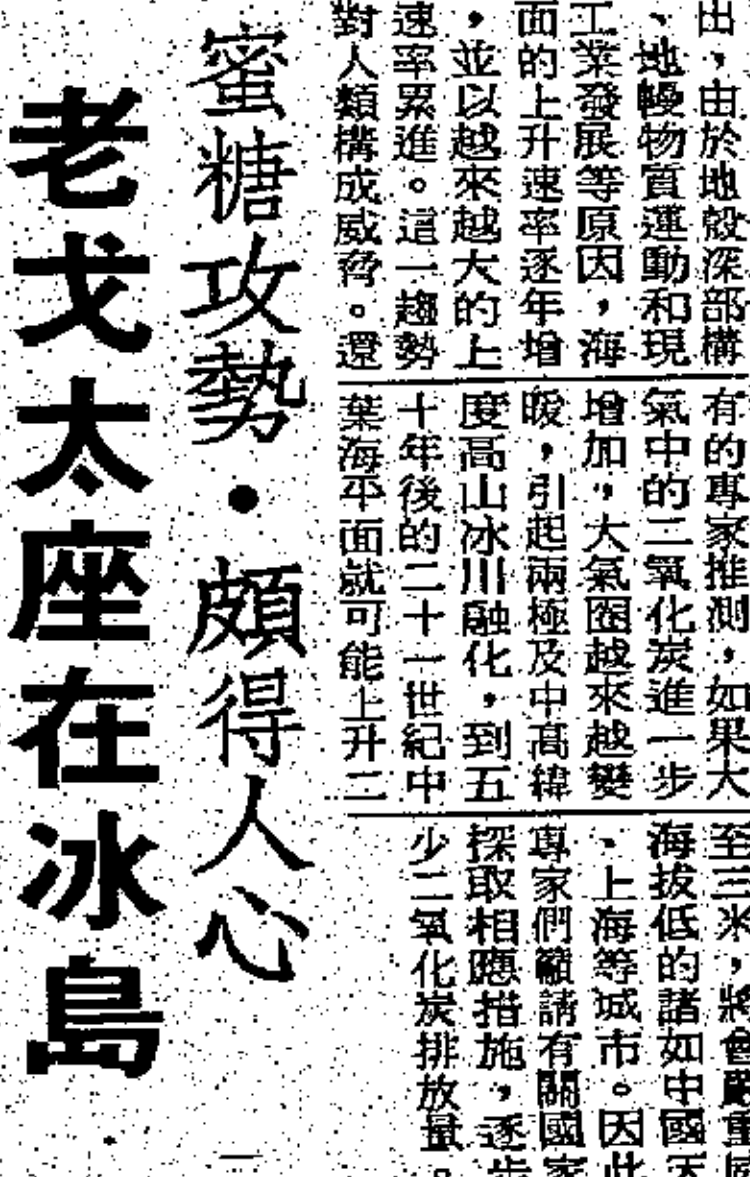 出，由於地殼深部構
、地幔物質運動和現
工業發展等原因，海
面的上升速率逐年增
，並以越來越大的上
速率累進。這一趨勢
對人類構成威脅。還
有的專家推測，如果大
氣中的二氧化炭進一步
增加，大氣圈越來越變
暖，引起兩極及中高緯
度高山冰川融化，到五
十年後的二十一世紀中
葉海平面就可能上升二
至三米，將會嚴重威
海拔低的諸如中國天
、上海等城市。因此
專家們籲請有關國家
採取相應措施，逐步
少二氧化炭排放量。
蜜糖攻勢·頗得人心
老戈太座在冰島